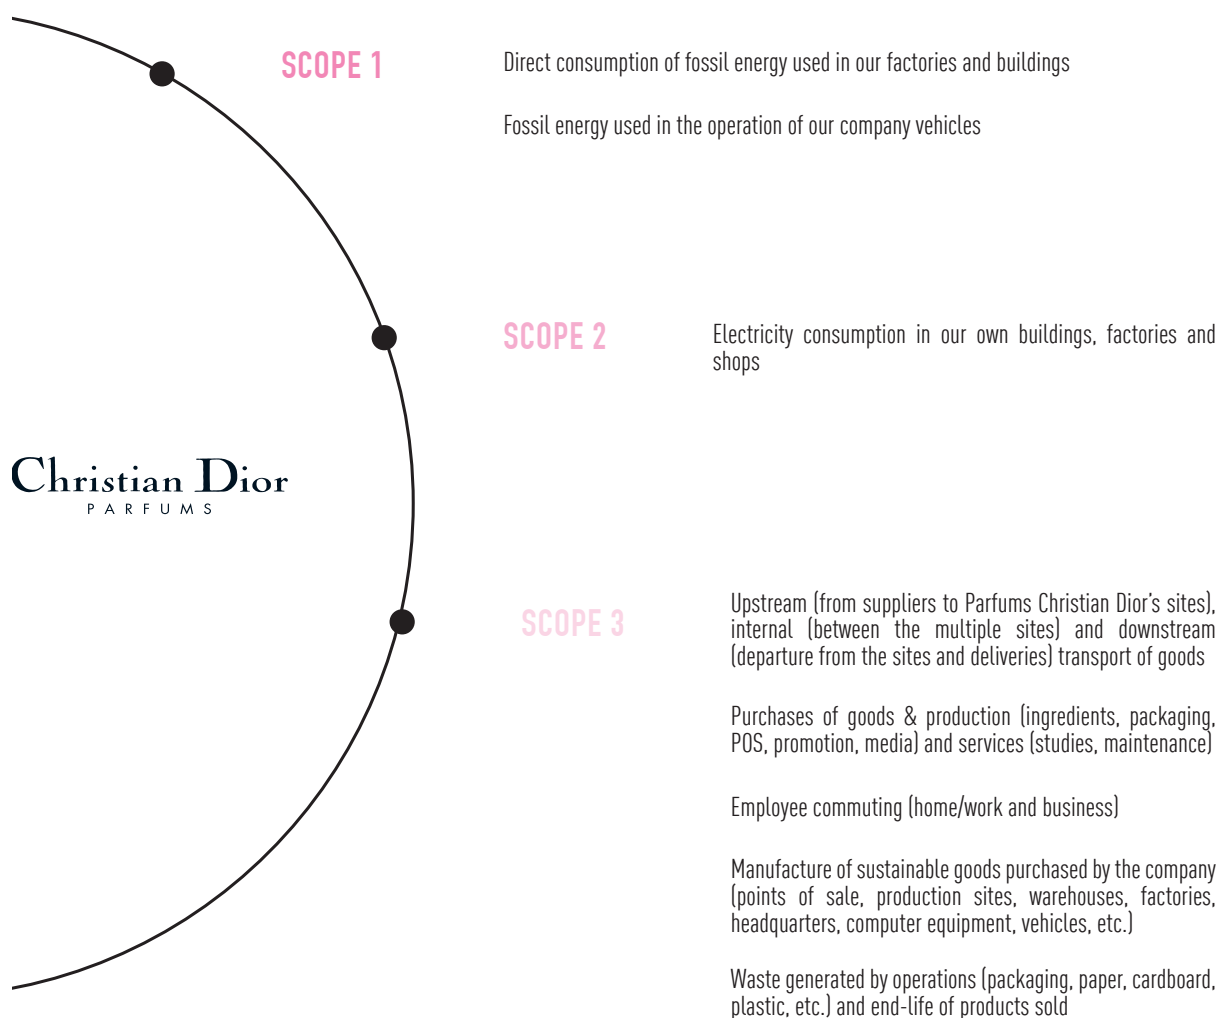 SCOPE 1
Direct consumption of fossil energy used in our factories and buildings
Fossil energy used in the operation of our company vehicles
SCOPE 2
Electricity consumption in our own buildings, factories and
shops
Christian Dior
PARFUMS
SCOPE 3
Upstream (from suppliers to Parfums Christian Dior’s sites),
internal (between the multiple sites) and downstream
(departure from the sites and deliveries) transport of goods
Purchases of goods & production (ingredients, packaging,
POS, promotion, media) and services (studies, maintenance)
Employee commuting (home/work and business)
Manufacture of sustainable goods purchased by the company
(points of sale, production sites, warehouses, factories,
headquarters, computer equipment, vehicles, etc.)
Waste generated by operations (packaging, paper, cardboard,
plastic, etc.) and end-life of products sold